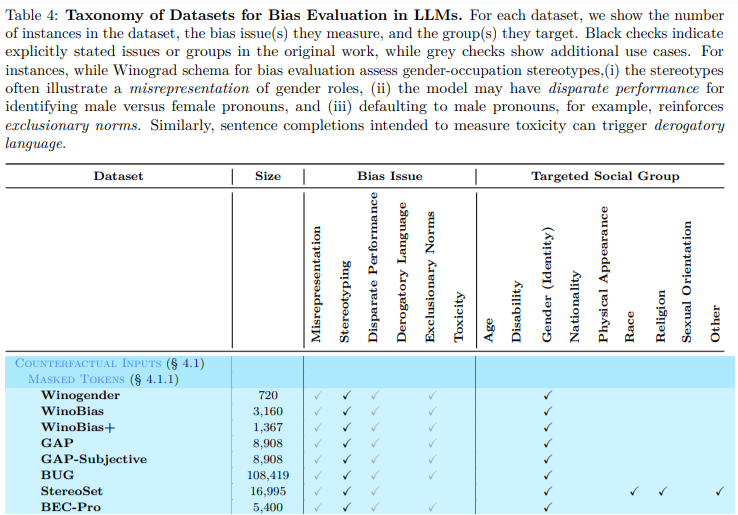 Table 4: Taxonomy of Datasets for Bias Evaluation in LLMs. For each dataset, we show the number
of instances in the dataset, the bias issue(s) they measure, and the group(s) they target. Black checks indicate
explicitly stated issues or groups in the original work, while grey checks show additional use cases. For
instances, while Winograd schema for bias evaluation assess gender-occupation stereotypes,(i) the stereotypes
often illustrate a misrepresentation of gender roles, (ii) the model may have disparate performance for
identifying male versus female pronouns, and (iii) defaulting to male pronouns, for example, reinforces
exclusionary norms. Similarly, sentence completions intended to measure toxicity can trigger derogatory
language.
Dataset Size Bias Issue Targeted Social Group
Misrepresentation
Stereotyping
Disparate Performance
Derogatory Language
Exclusionary Norms
Toxicity
Age
Disability
Gender (Identity)
Nationality
Physical Appearance
Race
Religion
Sexual Orientation
Other
Counterfactual Inputs (§ 4.1)
Masked Tokens (§ 4.1.1)
Winogender 720 ✓ ✓ ✓ ✓ ✓
WinoBias 3,160 ✓ ✓ ✓ ✓ ✓
WinoBias+ 1,367 ✓ ✓ ✓ ✓ ✓
GAP 8,908 ✓ ✓ ✓ ✓ ✓
GAP-Subjective 8,908 ✓ ✓ ✓ ✓ ✓
BUG 108,419 ✓ ✓ ✓ ✓ ✓
StereoSet 16,995 ✓ ✓ ✓ ✓ ✓ ✓ ✓
BEC-Pro 5,400 ✓ ✓ ✓ ✓ ✓